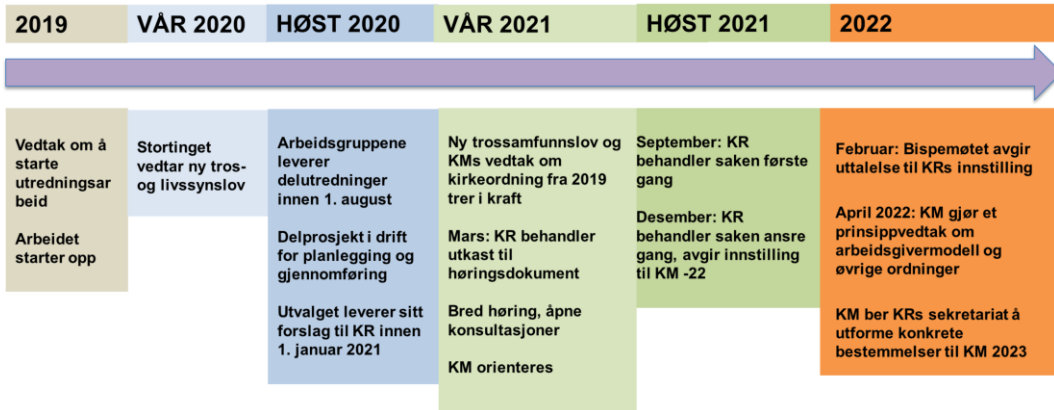 2019
VÅR 2020
HØST 2020
VÅR 2021
HØST 2021
2022
Vedtak om å
starte
utredningsar
beid
Arbeidet
starter opp
Stortinget
vedtar ny tros-
og livssynslov
Arbeidsgruppene
leverer
delutredninger
innen 1. august
Delprosjekt i drift
for planlegging og
gjennomføring
Utvalget leverer sitt
forslag til KR innen
1. januar 2021
Ny trossamfunnslov og
KMs vedtak om
kirkeordning fra 2019
trer i kraft
Mars: KR behandler
utkast til
høringsdokument
Bred høring, åpne
konsultasjoner
KM orienteres
September: KR
behandler saken første
gang
Desember: KR
behandler saken ansre
gang, avgir innstilling
til KM -22
Februar: Bispemøtet avgir
uttalelse til KRs innstilling
April 2022: KM gjør et
prinsippvedtak om
arbeidsgivermodell og
øvrige ordninger
KM ber KRs sekretariat å
utforme konkrete
bestemmelser til KM 2023